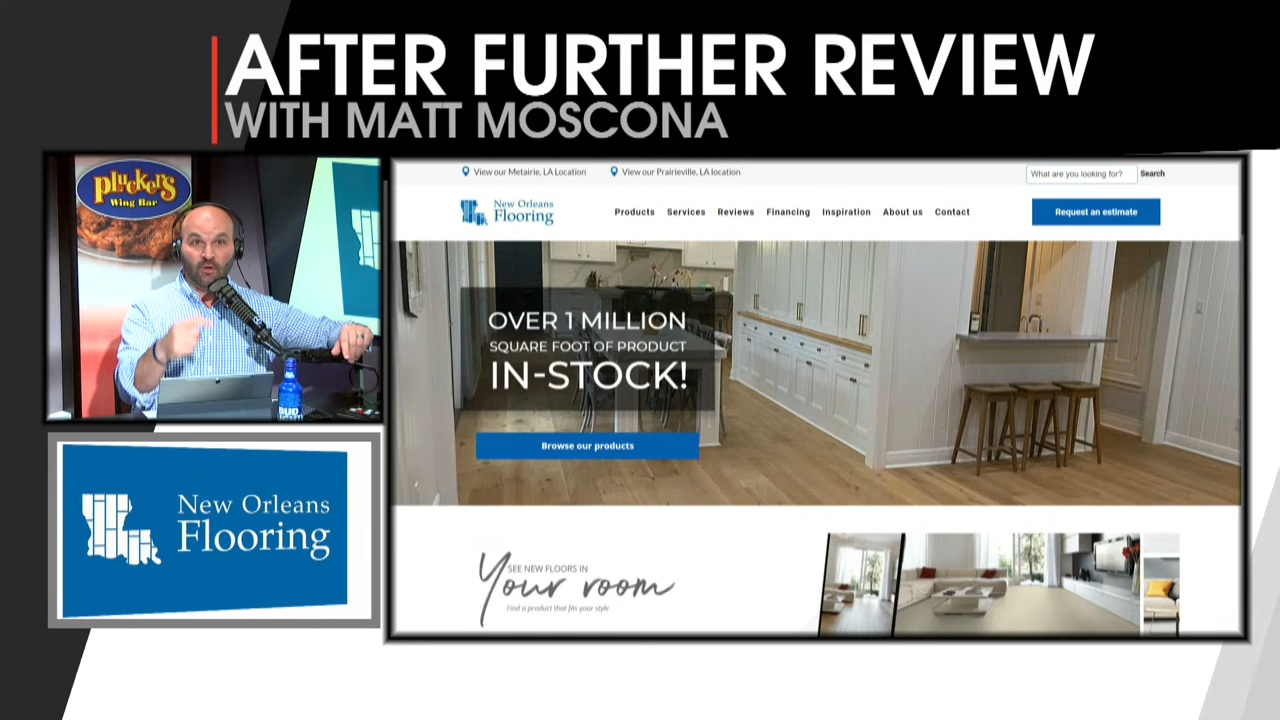 AFTER FURTHER REVIEW
WITH MATT MOSCONA
Pluckers
Wing Bar
BUD
View our Metairie, LA Location
View our Prairieville, LA location
What are you looking for?
Search
New Orleans
Flooring
Products Services Reviews Financing Inspiration About us Contact
Request an estimate
OVER 1 MILLION
SQUARE FOOT OF PRODUCT
IN-STOCK!
Browse our products
SEE NEW FLOORS IN
Your room
Find a product that fits your style
New Orleans
Flooring